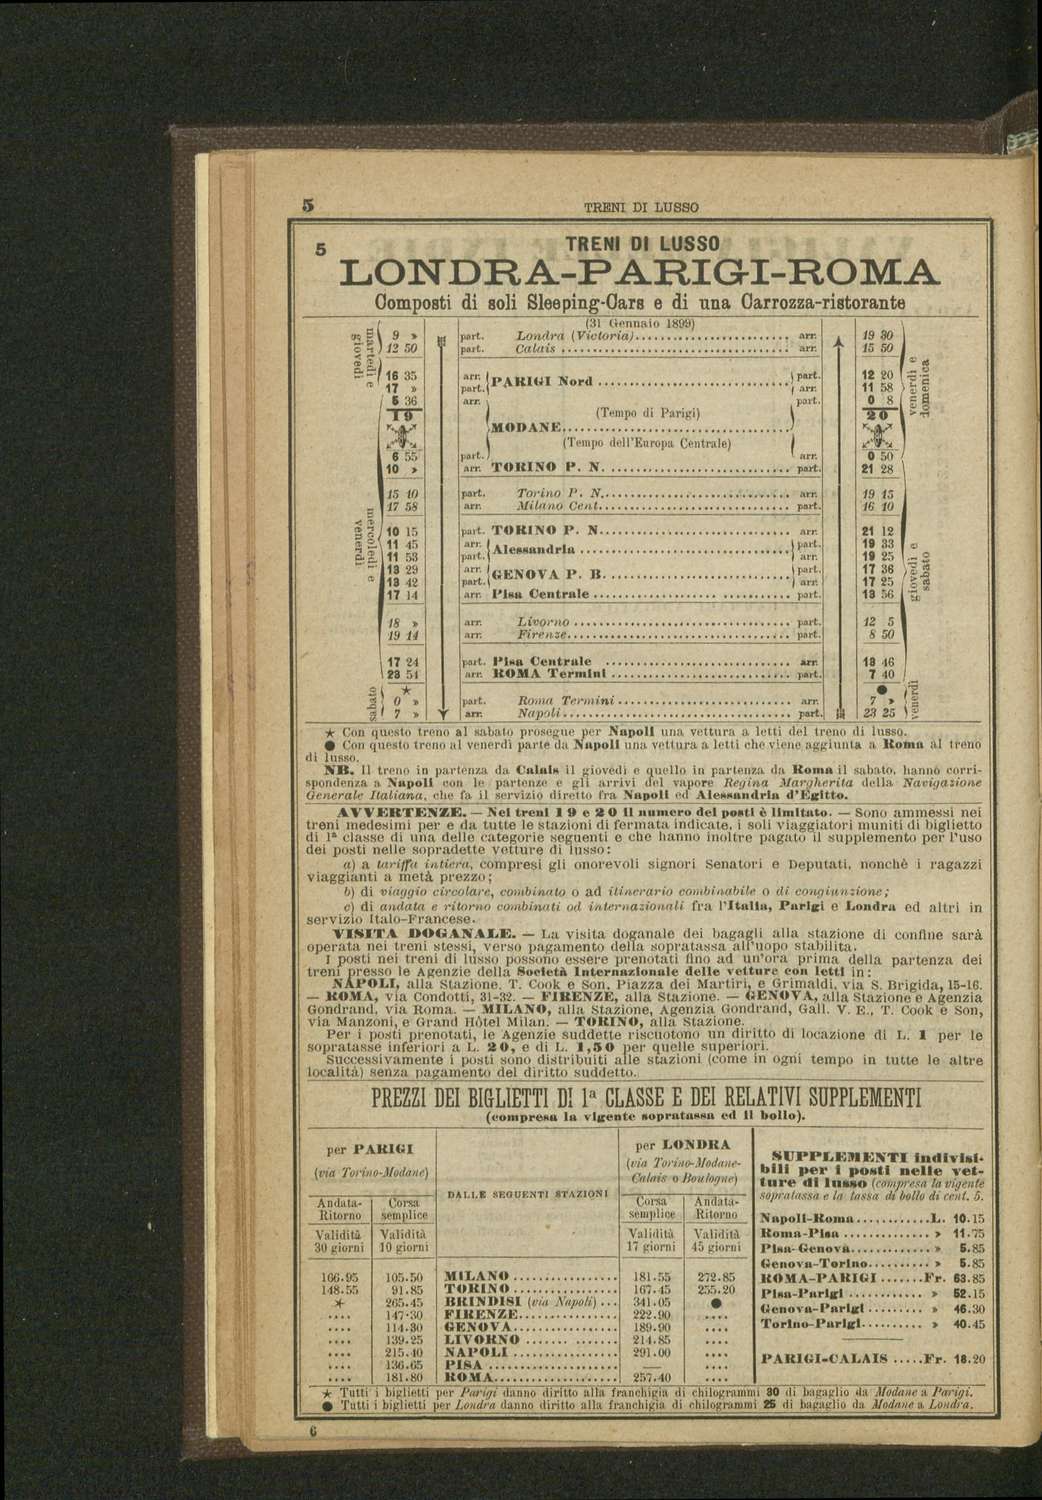 5 TRENI DI LUSSO
5 TRENI DI LUSSO
LONDRA-PARIGI-ROMA
Composti di soli Sleeping-Cars e di una Carrozza-ristorante
(31 Gennaio 1899)
martedì e giovedì
9 » part. Londra (Victoria) arr. 19 30
12 50 part. Calais arr. 15 50
venerdì e domenica
16 35 arr. PARIGI Nord part. 12 20
17 » part. arr. 11 58
5 36 arr. part. 0 8
19 (Tempo di Parigi) 20
MODANE
(Tempo dell'Europa Centrale)
6 55 part. arr. 0 50
10 » arr. TORINO P. N. part. 21 28
15 10 part. Torino P. N. arr. 19 15
17 58 arr. Milano Cent. part. 16 10
mercoledì e venerdì
10 15 part. TORINO P. N. arr. 21 12
11 45 arr. Alessandria part. 19 33
11 53 part. arr. 19 25
13 29 arr. GENOVA P. B. part. 17 36
13 42 part. arr. 17 25
17 14 arr. Pisa Centrale part. 13 56
giovedì e sabato
18 » arr. Livorno part. 12 5
19 14 arr. Firenze part. 8 50
17 24 part. Pisa Centrale arr. 13 46
23 54 arr. ROMA Termini part. 7 40
sabato ★ ● venerdì
0 » part. Roma Termini arr. 7 »
7 » arr. Napoli part. 23 25
★ Con questo treno al sabato prosegue per Napoli una vettura a letti del treno di lusso.
● Con questo treno al venerdì parte da Napoli una vettura a letti che viene aggiunta a Roma al treno
di lusso.
NB. Il treno in partenza da Calais il giovedì e quello in partenza da Roma il sabato, hanno corri-
spondenza a Napoli con le partenze e gli arrivi del vapore Regina Margherita della Navigazione
Generale Italiana, che fa il servizio diretto fra Napoli ed Alessandria d'Egitto.
AVVERTENZE. — Nei treni 19 e 20 il numero dei posti è limitato. — Sono ammessi nei
treni medesimi per e da tutte le stazioni di fermata indicate, i soli viaggiatori muniti di biglietto
di 1ª classe di una delle categorie seguenti e che hanno inoltre pagato il supplemento per l'uso
dei posti nelle sopradette vetture di lusso:
a) a tariffa intiera, compresi gli onorevoli signori Senatori e Deputati, nonchè i ragazzi
viaggianti a metà prezzo;
b) di viaggio circolare, combinato o ad itinerario combinabile o di congiunzione;
c) di andata e ritorno combinati od internazionali fra l'Italia, Parigi e Londra ed altri in
servizio Italo-Francese.
VISITA DOGANALE. — La visita doganale dei bagagli alla stazione di confine sarà
operata nei treni stessi, verso pagamento della sopratassa all'uopo stabilita.
I posti nei treni di lusso possono essere prenotati fino ad un'ora prima della partenza dei
treni presso le Agenzie della Società Internazionale delle vetture con letti in:
NAPOLI, alla Stazione, T. Cook e Son, Piazza dei Martiri, e Grimaldi, via S. Brigida, 15-16.
— ROMA, via Condotti, 31-32. — FIRENZE, alla Stazione. — GENOVA, alla Stazione e Agenzia
Gondrand, via Roma. — MILANO, alla Stazione, Agenzia Gondrand, Gall. V. E., T. Cook e Son,
via Manzoni, e Grand Hôtel Milan. — TORINO, alla Stazione.
Per i posti prenotati, le Agenzie suddette riscuotono un diritto di locazione di L. 1 per le
sopratasse inferiori a L. 20, e di L. 1,50 per quelle superiori.
Successivamente i posti sono distribuiti alle stazioni (come in ogni tempo in tutte le altre
località) senza pagamento del diritto suddetto.
PREZZI DEI BIGLIETTI DI 1ª CLASSE E DEI RELATIVI SUPPLEMENTI
(compresa la vigente sopratassa ed il bollo).
per PARIGI
(via Torino-Modane)
Andata-Ritorno Corsa semplice
Validità 30 giorni Validità 10 giorni
DALLE SEGUENTI STAZIONI
per LONDRA
(via Torino-Modane-
Calais o Boulogne)
Corsa semplice Andata-Ritorno
Validità 17 giorni Validità 45 giorni
166.95 105.50 MILANO 181.55 272.85
148.55 91.85 TORINO 167.45 255.20
★ 265.45 BRINDISI (via Napoli) 341.05 ●
.... 147.30 FIRENZE 222.90 ....
.... 114.30 GENOVA 189.90 ....
.... 139.25 LIVORNO 214.85 ....
.... 215.40 NAPOLI 291.00 ....
.... 136.65 PISA — ....
.... 181.80 ROMA 257.40 ....
SUPPLEMENTI indivisi-
bili per i posti nelle vet-
ture di lusso (compresa la vigente
sopratassa e la tassa di bollo di cent. 5.
Napoli-Roma L. 10.15
Roma-Pisa » 11.75
Pisa-Genova » 5.85
Genova-Torino » 5.85
ROMA-PARIGI Fr. 63.85
Pisa-Parigi » 52.15
Genova-Parigi » 46.30
Torino-Parigi » 40.45
PARIGI-CALAIS Fr. 18.20
★ Tutti i biglietti per Parigi danno diritto alla franchigia di chilogrammi 30 di bagaglio da Modane a Parigi.
● Tutti i biglietti per Londra danno diritto alla franchigia di chilogrammi 25 di bagaglio da Modane a Londra.
6